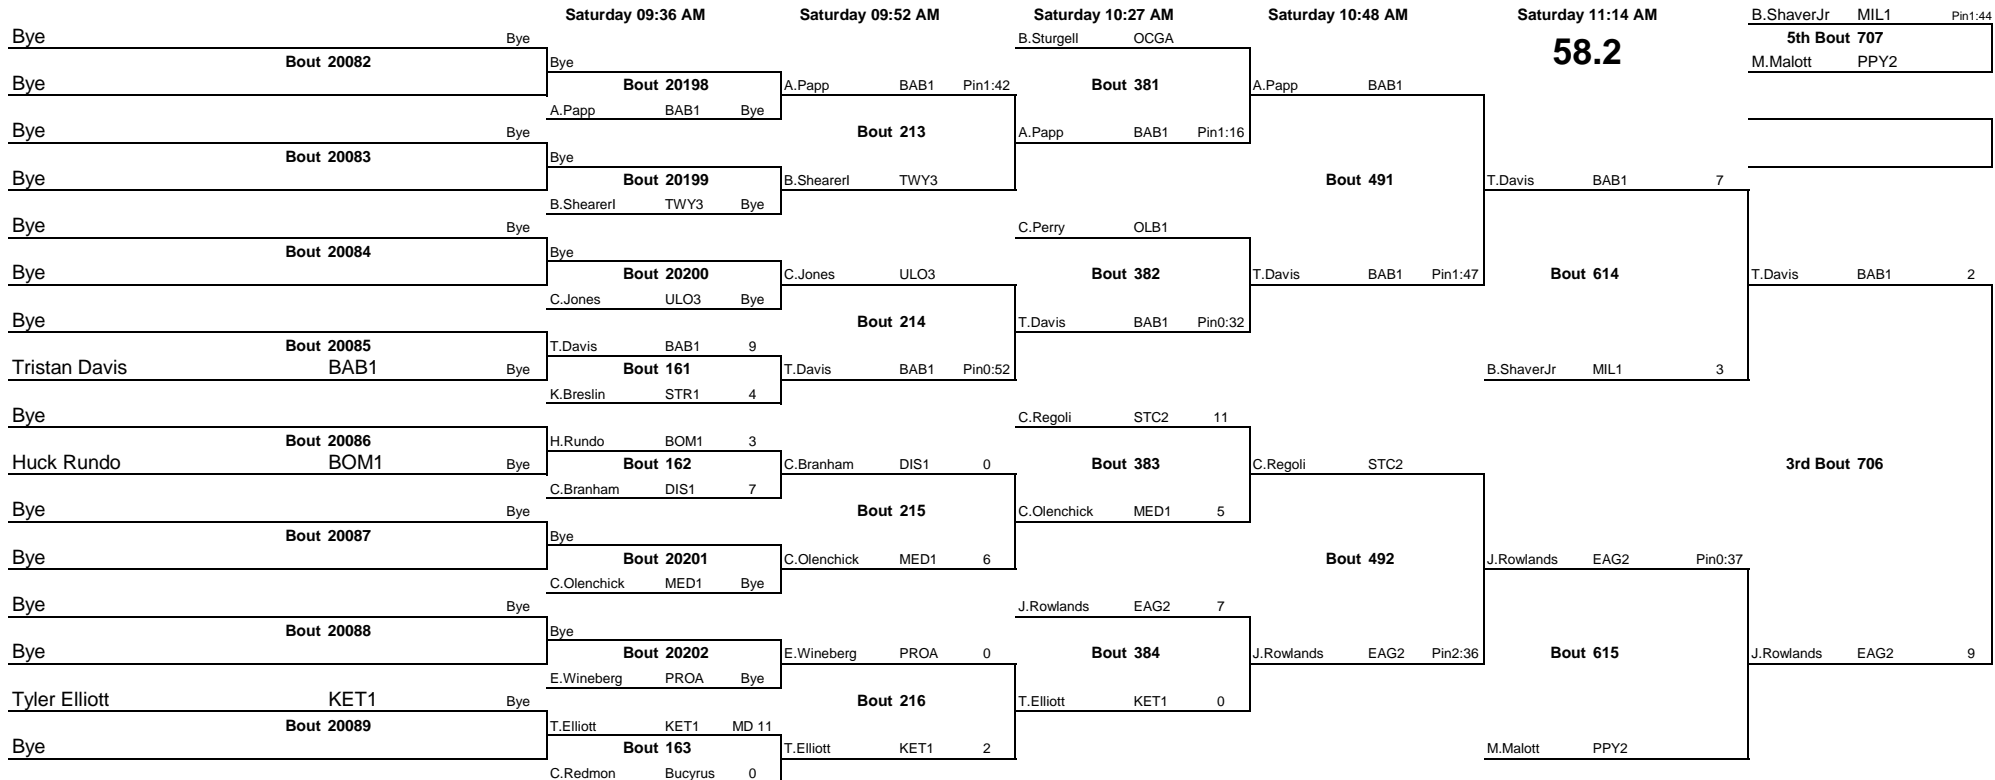 Saturday 09:36 AM Saturday 09:52 AM Saturday 10:27 AM Saturday 10:48 AM Saturday 11:14 AM B.ShaverJr MIL1 Pin1:44
Bye Bye B.Sturgell OCGA 58.2 5th Bout 707
Bout 20082 Bye M.Malott PPY2
Bye Bout 20198 A.Papp BAB1 Pin1:42 Bout 381 A.Papp BAB1
A.Papp BAB1 Bye
Bye Bye Bout 213 A.Papp BAB1 Pin1:16
Bout 20083 Bye
Bye Bout 20199 B.ShearerI TWY3 Bout 491 T.Davis BAB1 7
B.ShearerI TWY3 Bye
Bye Bye C.Perry OLB1
Bout 20084 Bye
Bye Bout 20200 C.Jones ULO3 Bout 382 T.Davis BAB1 Pin1:47 Bout 614 T.Davis BAB1 2
C.Jones ULO3 Bye
Bye Bout 214 T.Davis BAB1 Pin0:32
Bout 20085 T.Davis BAB1 9
Tristan Davis BAB1 Bye Bout 161 T.Davis BAB1 Pin0:52 B.ShaverJr MIL1 3
K.Breslin STR1 4
Bye C.Regoli STC2 11
Bout 20086 H.Rundo BOM1 3
Huck Rundo BOM1 Bye Bout 162 C.Branham DIS1 0 Bout 383 C.Regoli STC2 3rd Bout 706
C.Branham DIS1 7
Bye Bye Bout 215 C.Olenchick MED1 5
Bout 20087 Bye
Bye Bout 20201 C.Olenchick MED1 6 Bout 492 J.Rowlands EAG2 Pin0:37
C.Olenchick MED1 Bye
Bye Bye J.Rowlands EAG2 7
Bout 20088 Bye
Bye Bout 20202 E.Wineberg PROA 0 Bout 384 J.Rowlands EAG2 Pin2:36 Bout 615 J.Rowlands EAG2 9
E.Wineberg PROA Bye
Tyler Elliott KET1 Bye Bout 216 T.Elliott KET1 0
Bout 20089 T.Elliott KET1 MD 11
Bye Bout 163 T.Elliott KET1 2 M.Malott PPY2
C.Redmon Bucyrus 0